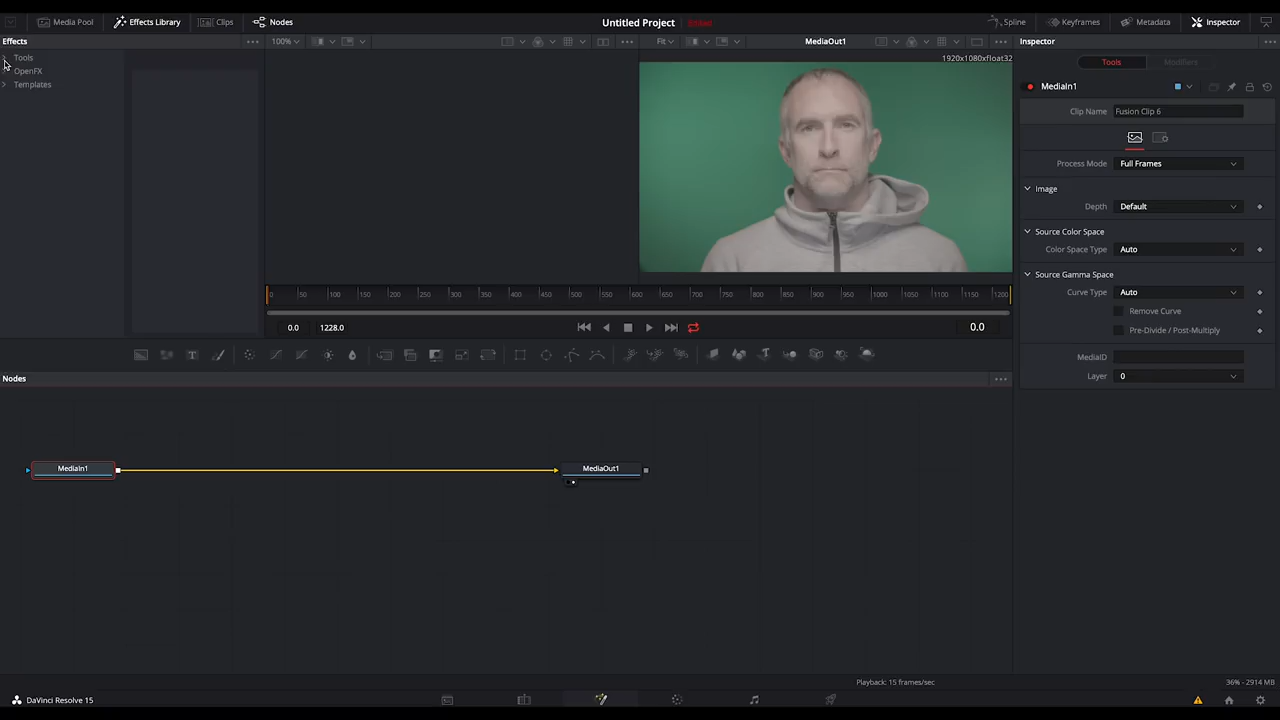 Media Pool
Effects Library
Clips
Nodes
Untitled Project
Spline
Keyframes
Metadata
Inspector
Effects
100%
Fit
MediaOut1
Inspector
Tools
OpenFX
Templates
1920x1080xfloat32
Tools
Modifiers
MediaIn1
Clip Name
Fusion Clip 6
Process Mode
Full Frames
Image
Depth
Default
Source Color Space
Color Space Type
Auto
Source Gamma Space
Curve Type
Auto
Remove Curve
Pre-Divide / Post-Multiply
MediaID
Layer
0
0 50 100 150 200 250 300 350 400 450 500 550 600 650 700 750 800 850 900 950 1000 1050 1100 1150 1200
0.0
1228.0
0.0
Nodes
MediaIn1
MediaOut1
Playback: 15 frames/sec
36% - 2914 MB
DaVinci Resolve 15